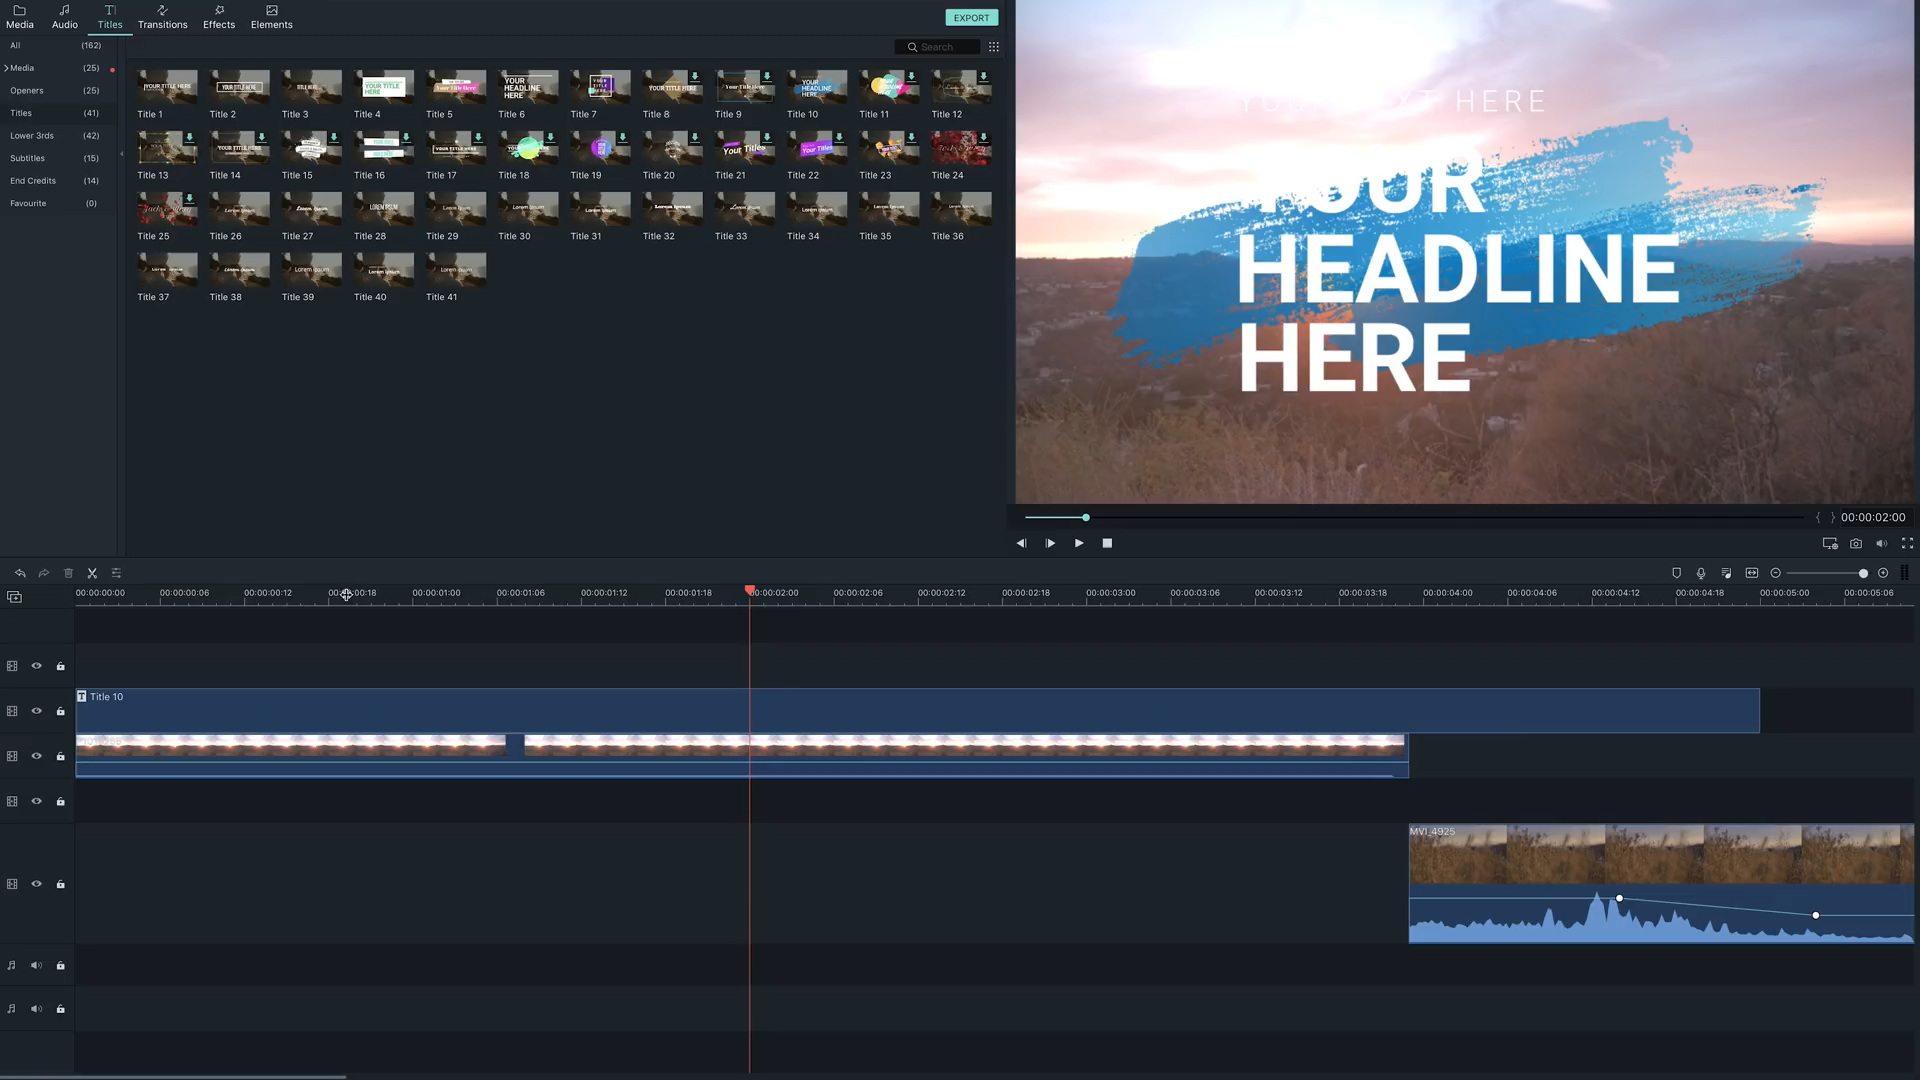 Media Audio Titles Transitions Effects Elements
EXPORT
Search
All (162)
Media (25)
Openers (25)
Titles (41)
Lower 3rds (42)
Subtitles (15)
End Credits (14)
Favourite (0)
Title 1 Title 2 Title 3 Title 4 Title 5 Title 6 Title 7 Title 8 Title 9 Title 10 Title 11 Title 12
Title 13 Title 14 Title 15 Title 16 Title 17 Title 18 Title 19 Title 20 Title 21 Title 22 Title 23 Title 24
Title 25 Title 26 Title 27 Title 28 Title 29 Title 30 Title 31 Title 32 Title 33 Title 34 Title 35 Title 36
Title 37 Title 38 Title 39 Title 40 Title 41
YOUR TEXT HERE
YOUR
HEADLINE
HERE
{ } 00:00:02:00
00:00:00:00 00:00:00:06 00:00:00:12 00:00:00:18 00:00:01:00 00:00:01:06 00:00:01:12 00:00:01:18 00:00:02:00 00:00:02:06 00:00:02:12 00:00:02:18 00:00:03:00 00:00:03:06 00:00:03:12 00:00:03:18 00:00:04:00 00:00:04:06 00:00:04:12 00:00:04:18 00:00:05:00 00:00:05:06
T Title 10
MVI_4925